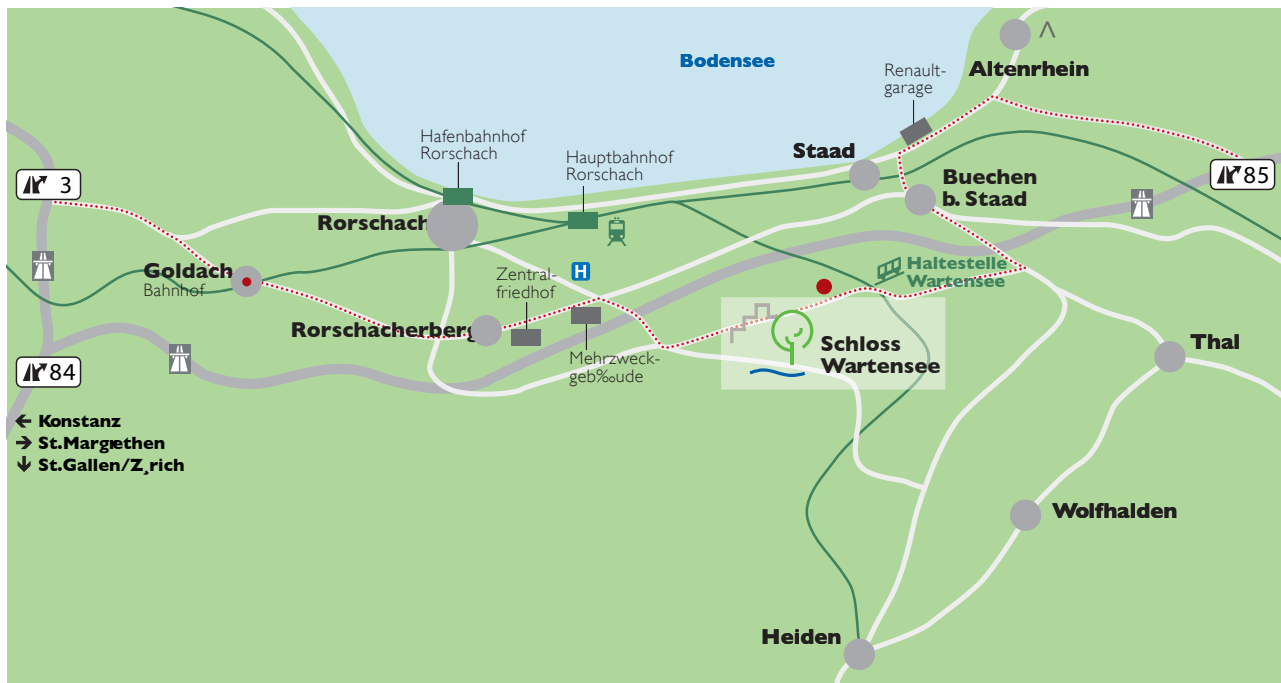 Bodensee
Renault-
garage
Altenrhein
Hafenbahnhof
Rorschach
Hauptbahnhof
Rorschach
Staad
Buechen
b. Staad
3
85
Rorschach
Goldach
Bahnhof
H
Zentral-
friedhof
Haltestelle
Wartensee
Rorschacherberg
Mehrzweck-
geb‰ude
Schloss
Wartensee
Thal
84
← Konstanz
→ St.Margrethen
↓ St.Gallen/Z¸rich
Wolfhalden
Heiden